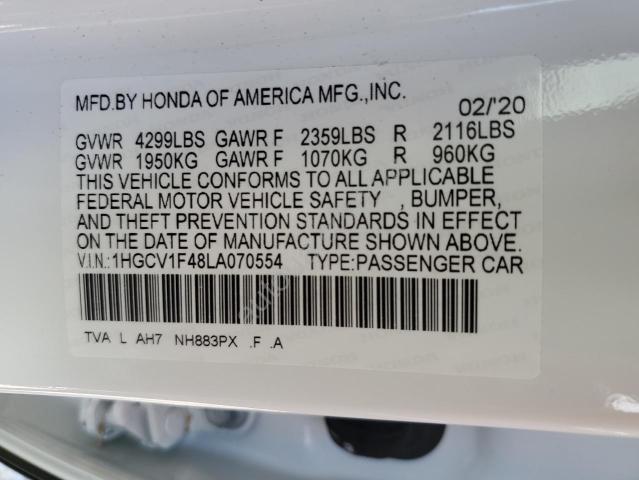 MFD.BY HONDA OF AMERICA MFG.,INC. 02/'20
GVWR 4299LBS GAWR F 2359LBS R 2116LBS
GVWR 1950KG GAWR F 1070KG R 960KG
THIS VEHICLE CONFORMS TO ALL APPLICABLE
FEDERAL MOTOR VEHICLE SAFETY , BUMPER,
AND THEFT PREVENTION STANDARDS IN EFFECT
ON THE DATE OF MANUFACTURE SHOWN ABOVE.
V.I.N.:1HGCV1F48LA070554 TYPE:PASSENGER CAR
TVA L AH7 NH883PX .F .A